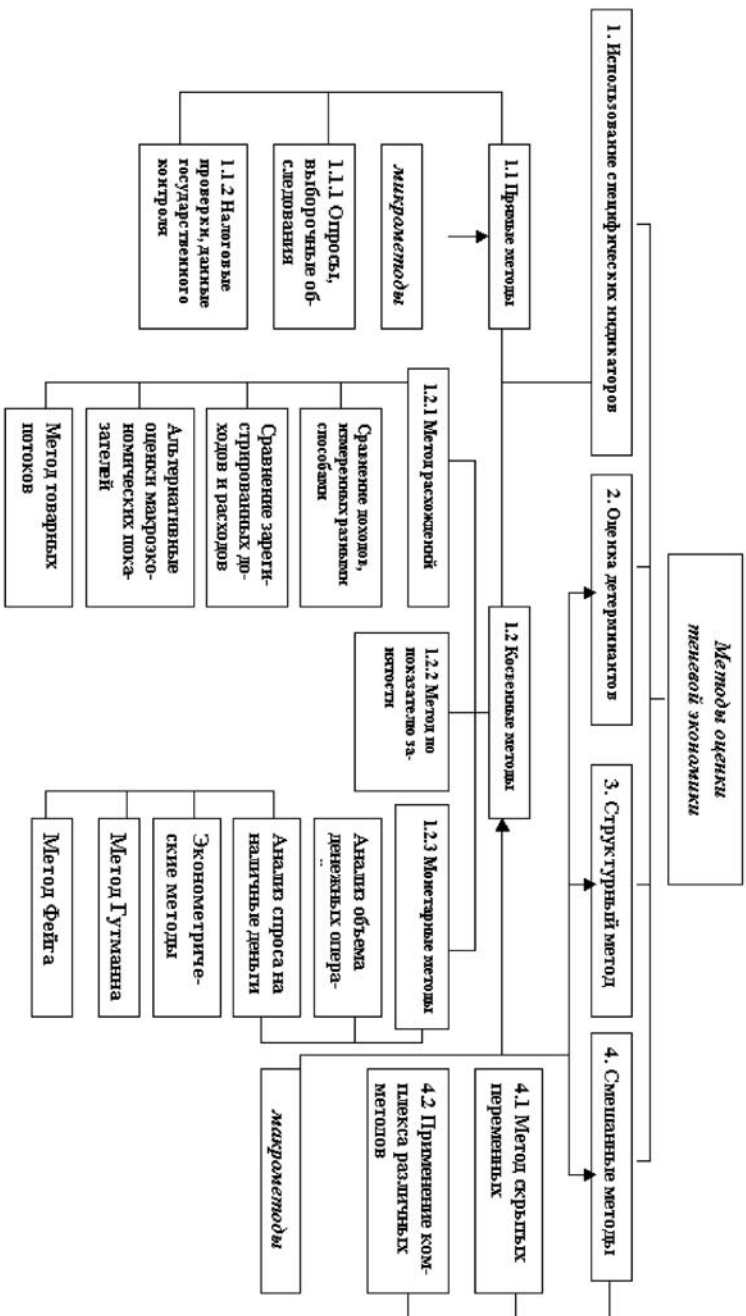 Методы оценки
теневой экономики
1. Использование специфических индикаторов
2. Оценка детерминантов
3. Структурный метод
4. Смешанные методы
1.1 Прямые методы
микрометоды
1.1.1 Опросы,
выборочные об-
следования
1.1.2 Налоговые
проверки, данные
государственного
контроля
1.2 Косвенные методы
1.2.1 Метод расхождений
Сравнение доходов,
измеренных разными
способами
Сравнение зареги-
стрированных до-
ходов и расходов
Альтернативные
оценки макроэко-
номических пока-
зателей
Метод товарных
потоков
1.2.2 Метод по
показателю за-
нятости
1.2.3 Монетарные методы
Анализ объема
денежных опера-
Анализ спроса на
наличные деньги
Эконометриче-
ские методы
Метод Гутманна
Метод Фейга
4.1 Метод скрытых
переменных
4.2 Применение ком-
плекса различных
методов
макрометоды